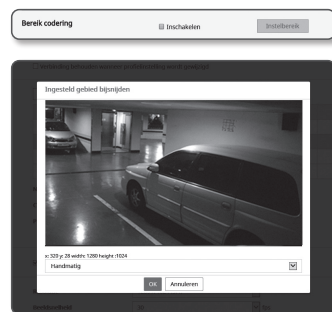 Bereik codering
Inschakelen
Instelbereik
Ingesteld gebied bijsnijden
x: 320 y: 28 width: 1280 height :1024
Handmatig
OK
Annuleren